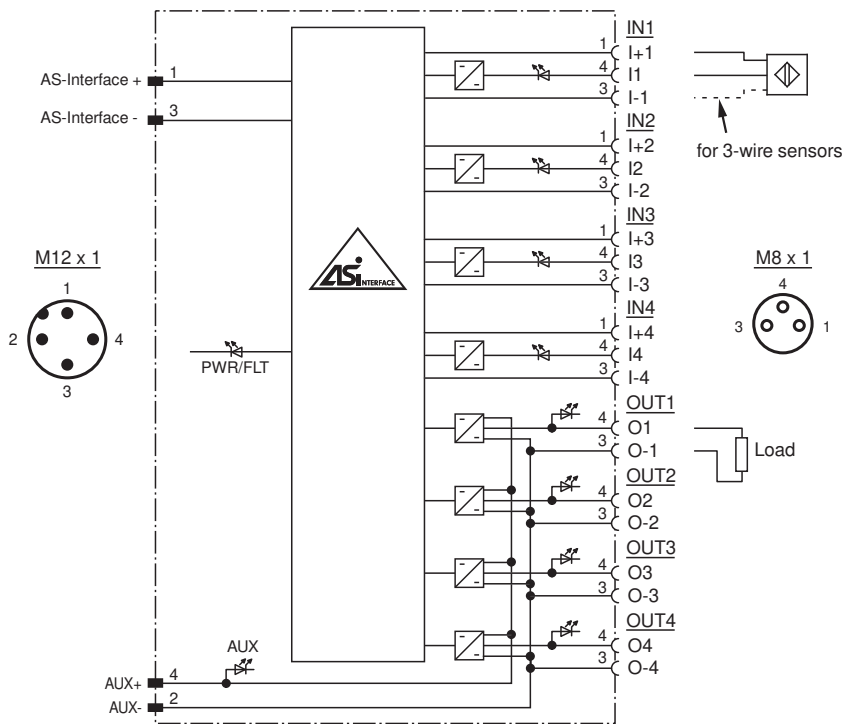 IN1
1 I+1
AS-Interface + 1
4 I1
3 I-1
AS-Interface - 3
IN2
for 3-wire sensors
1 I+2
4 I2
3 I-2
IN3
1 I+3
4 I3
3 I-3
ASi INTERFACE
M12 x 1
1
2 4
3
M8 x 1
4
3 1
IN4
1 I+4
4 I4
3 I-4
PWR/FLT
OUT1
4 O1
3 O-1
Load
OUT2
4 O2
3 O-2
OUT3
4 O3
3 O-3
OUT4
4 O4
3 O-4
AUX
AUX+ 4
AUX- 2